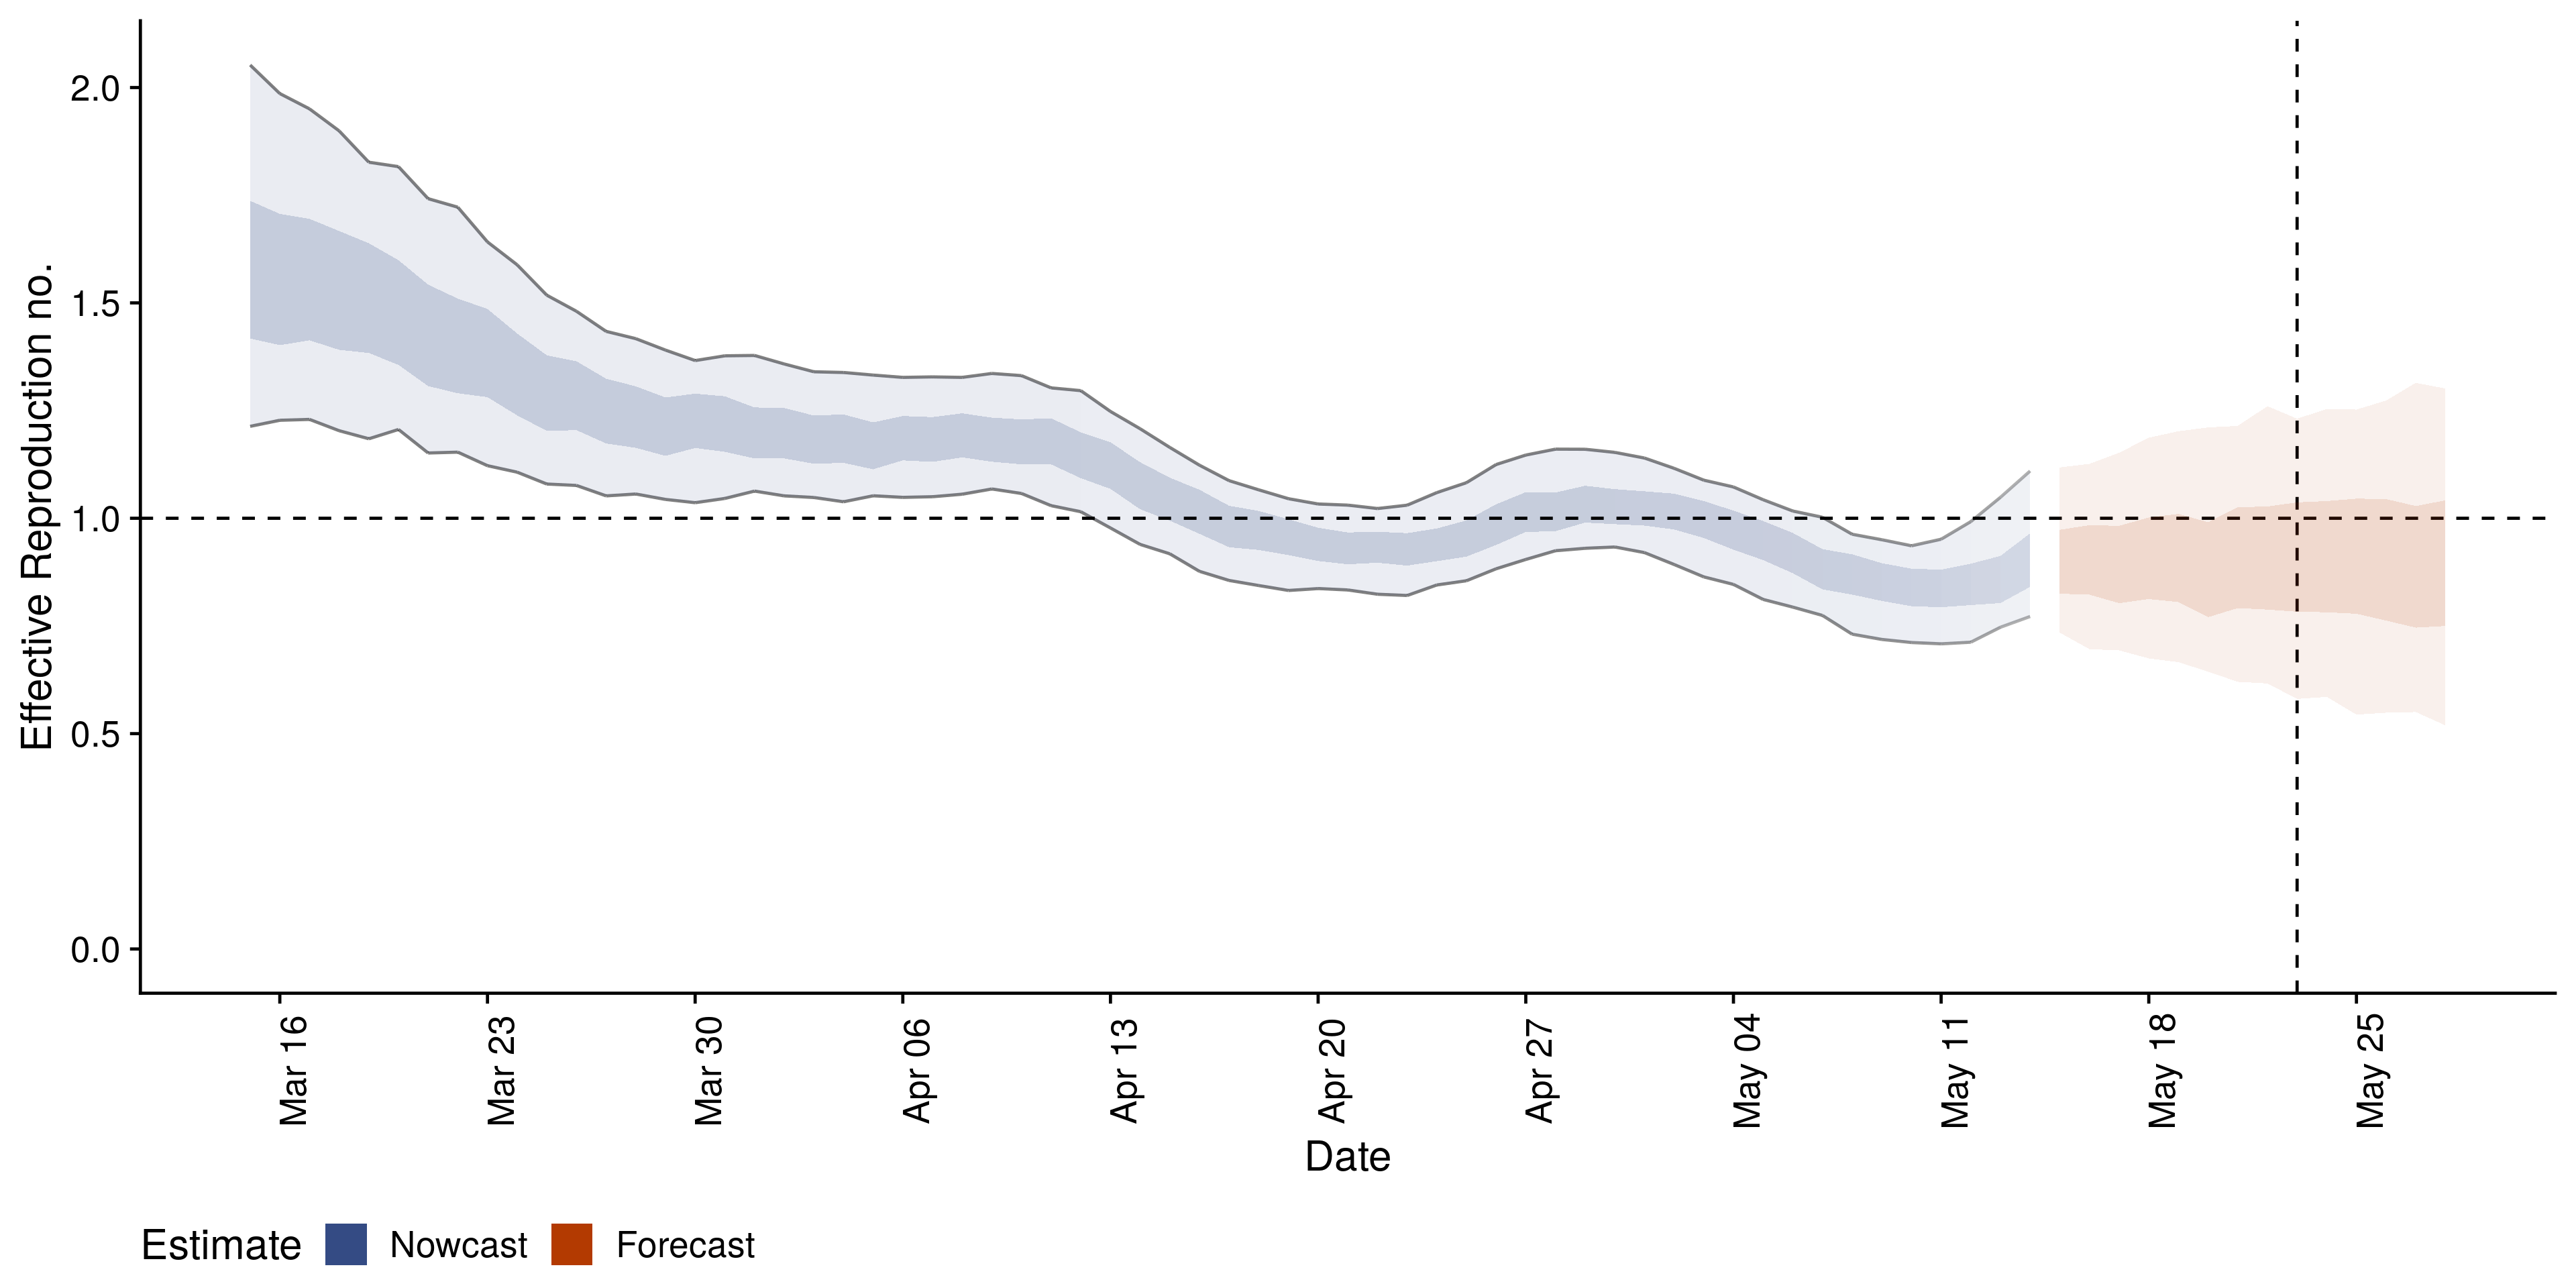 Effective Reproduction no.
2.0
1.5
1.0
0.5
0.0
Mar 16
Mar 23
Mar 30
Apr 06
Apr 13
Apr 20
Apr 27
May 04
May 11
May 18
May 25
Date
Estimate Nowcast Forecast